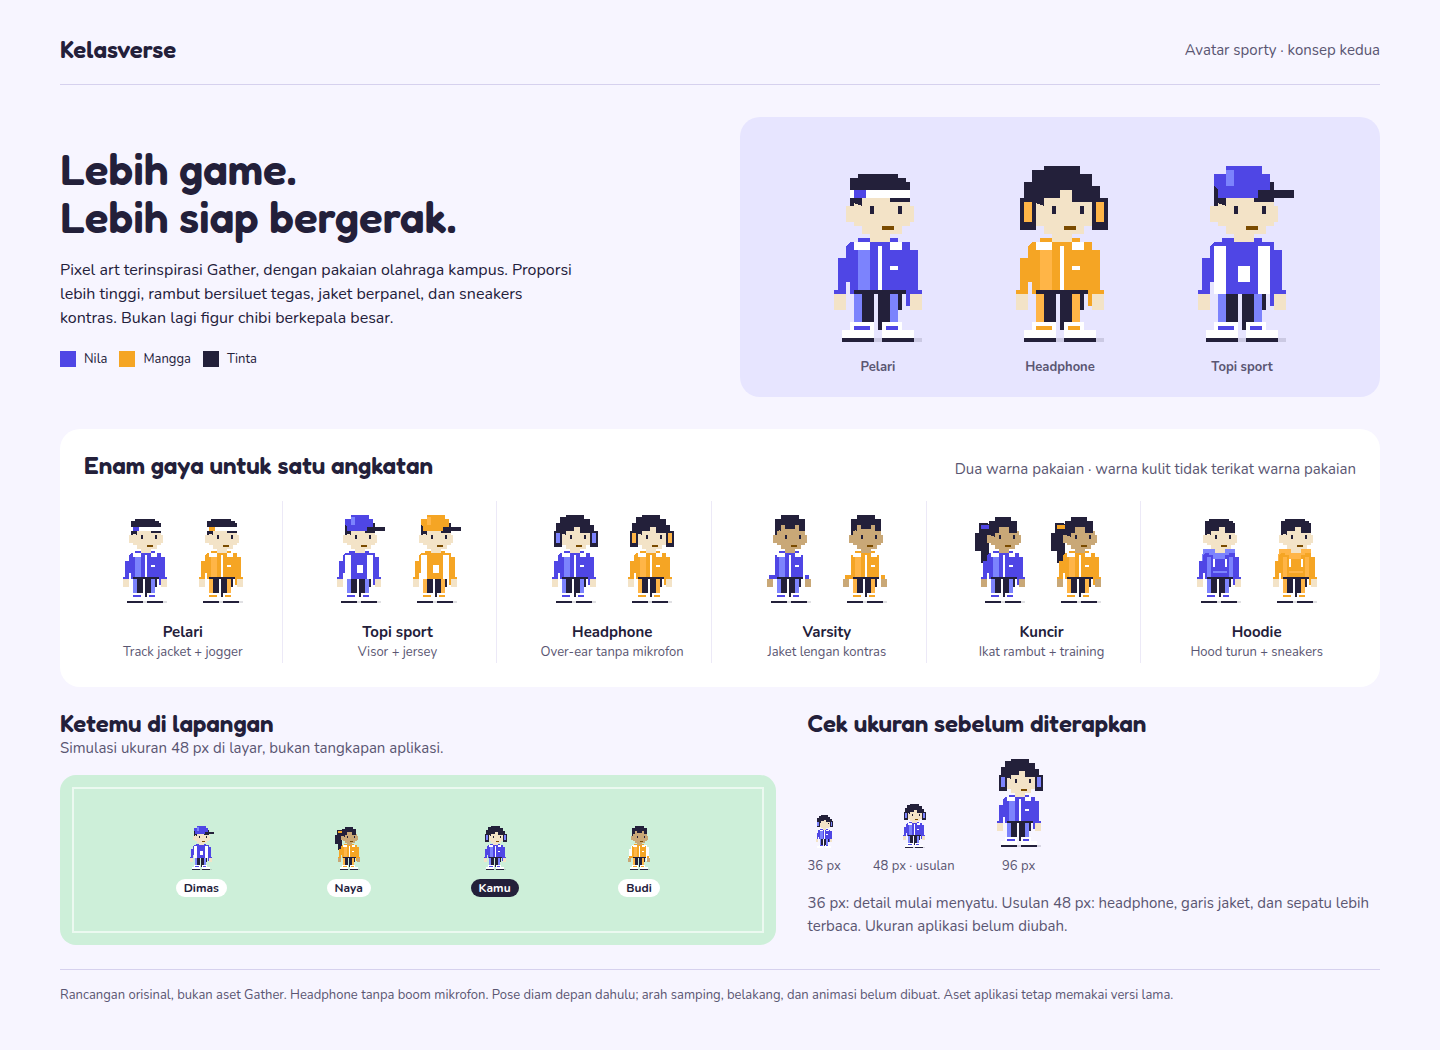 Kelasverse
Avatar sporty · konsep kedua
Lebih game.
Lebih siap bergerak.
Pixel art terinspirasi Gather, dengan pakaian olahraga kampus. Proporsi
lebih tinggi, rambut bersiluet tegas, jaket berpanel, dan sneakers
kontras. Bukan lagi figur chibi berkepala besar.
Nila Mangga Tinta
Pelari Headphone Topi sport
Enam gaya untuk satu angkatan
Dua warna pakaian · warna kulit tidak terikat warna pakaian
Pelari
Track jacket + jogger
Topi sport
Visor + jersey
Headphone
Over-ear tanpa mikrofon
Varsity
Jaket lengan kontras
Kuncir
Ikat rambut + training
Hoodie
Hood turun + sneakers
Ketemu di lapangan
Simulasi ukuran 48 px di layar, bukan tangkapan aplikasi.
Dimas Naya Kamu Budi
Cek ukuran sebelum diterapkan
36 px 48 px · usulan 96 px
36 px: detail mulai menyatu. Usulan 48 px: headphone, garis jaket, dan sepatu lebih
terbaca. Ukuran aplikasi belum diubah.
Rancangan orisinal, bukan aset Gather. Headphone tanpa boom mikrofon. Pose diam depan dahulu; arah samping, belakang, dan animasi belum dibuat. Aset aplikasi tetap memakai versi lama.